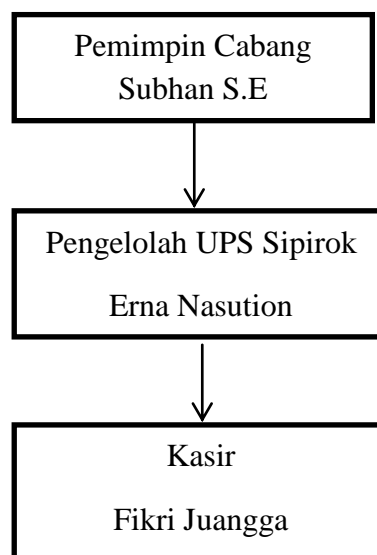 Pemimpin Cabang
Subhan S.E
Pengelolah UPS Sipirok
Erna Nasution
Kasir
Fikri Juangga